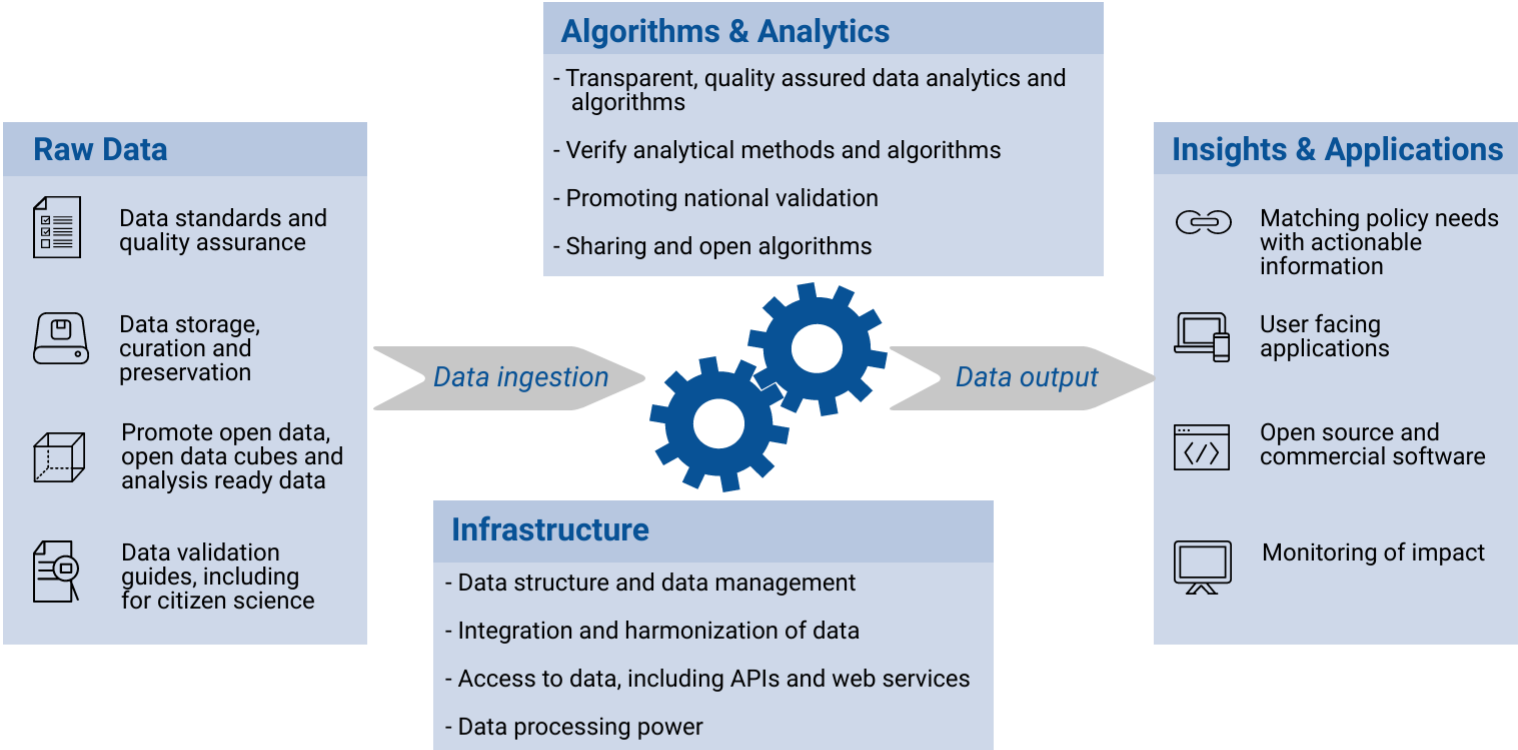 Raw Data
Data standards and
quality assurance
Data storage,
curation and
preservation
Promote open data,
open data cubes and
analysis ready data
Data validation
guides, including
for citizen science
Data ingestion
Algorithms & Analytics
- Transparent, quality assured data analytics and
algorithms
- Verify analytical methods and algorithms
- Promoting national validation
- Sharing and open algorithms
Infrastructure
- Data structure and data management
- Integration and harmonization of data
- Access to data, including APIs and web services
- Data processing power
Data output
Insights & Applications
Matching policy needs
with actionable
information
User facing
applications
</>
Open source and
commercial software
Monitoring of impact